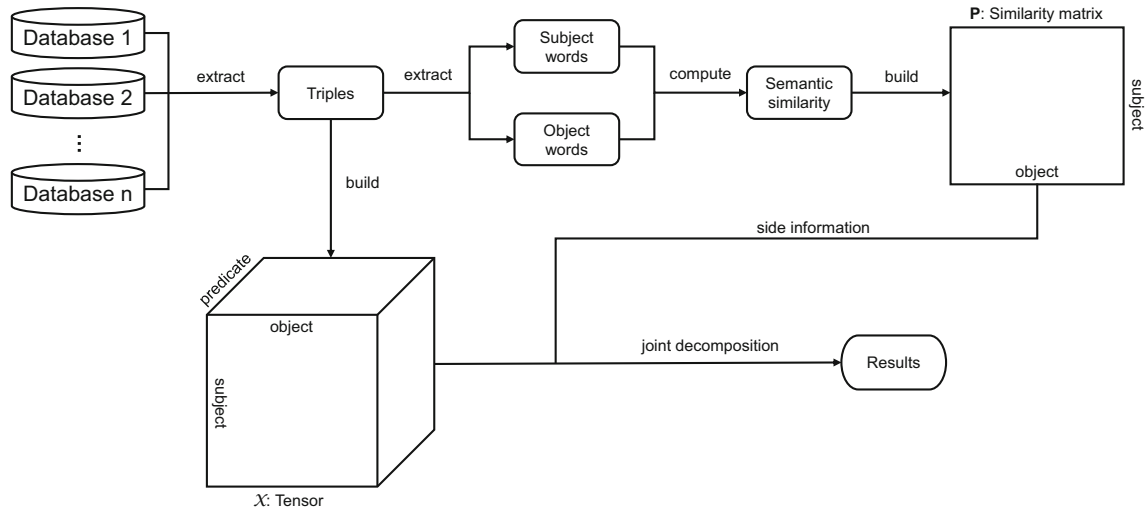 Database 1
Database 2
⋮
Database n
extract
Triples
extract
Subject
words
Object
words
compute
Semantic
similarity
build
P: Similarity matrix
subject
object
build
side information
predicate
object
subject
𝒳: Tensor
joint decomposition
Results